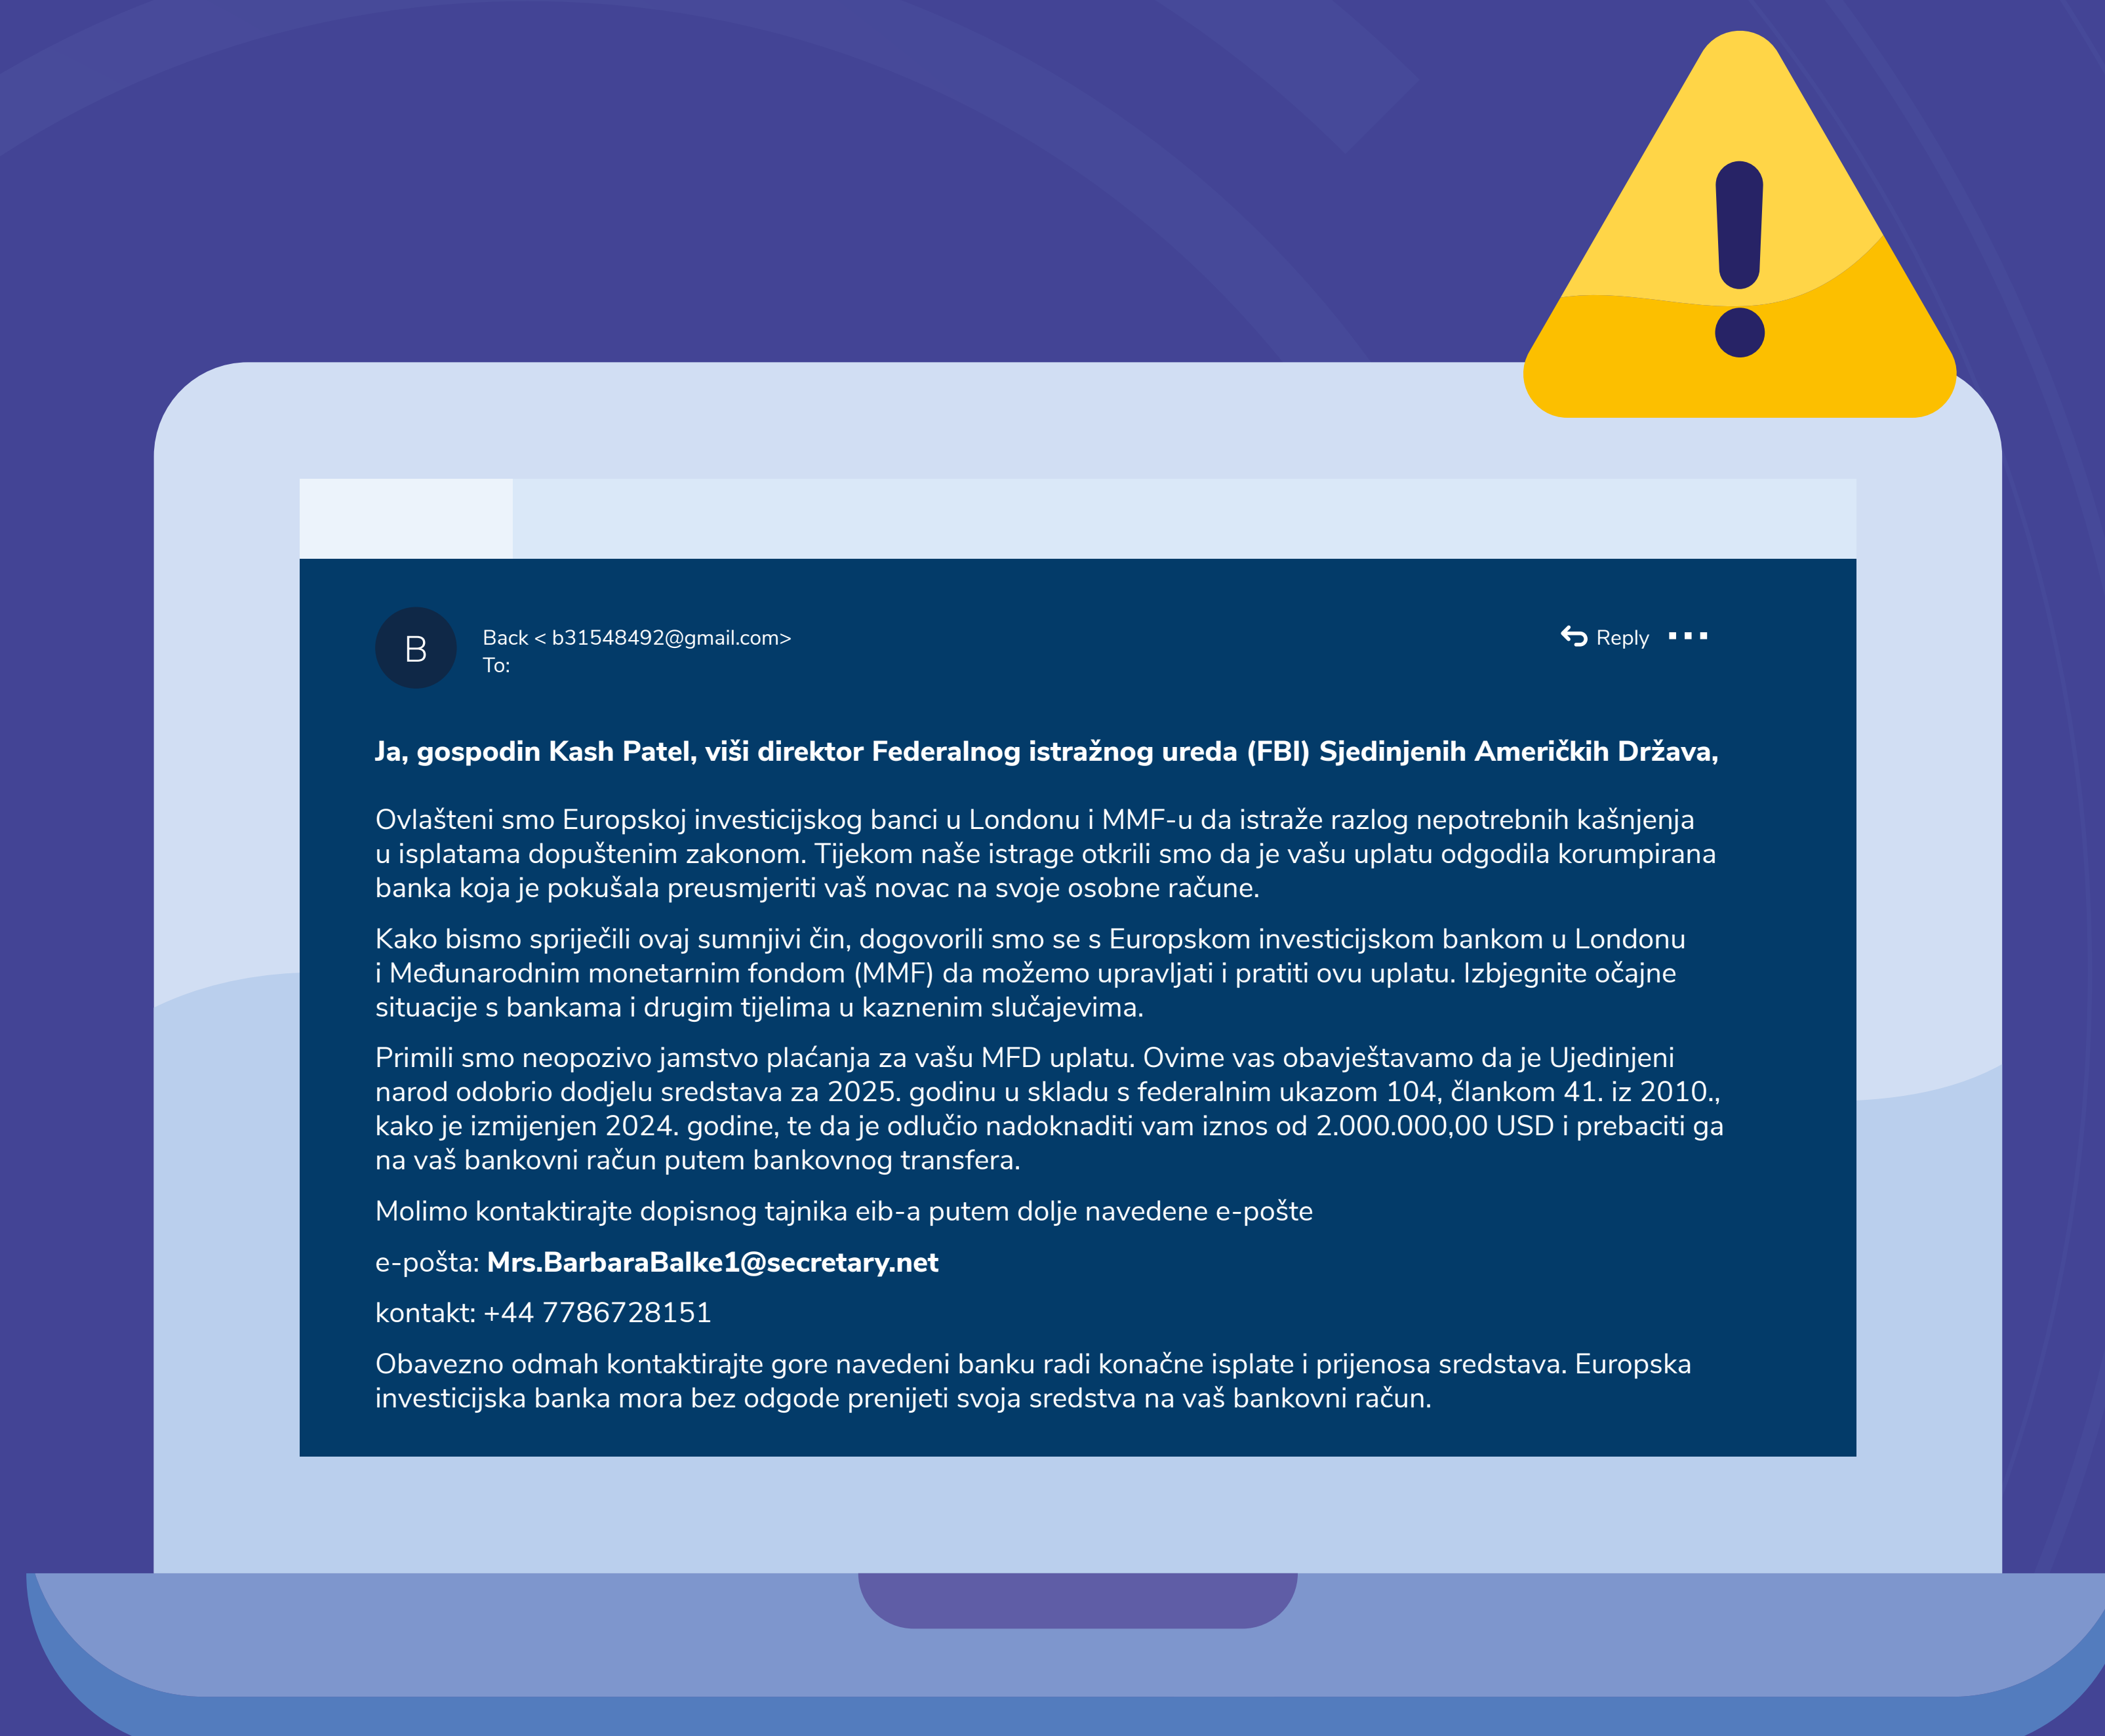 B
Back < b31548492@gmail.com>
To:
Reply
Ja, gospodin Kash Patel, viši direktor Federalnog istražnog ureda (FBI) Sjedinjenih Američkih Država,
Ovlašteni smo Europskoj investicijskog banci u Londonu i MMF-u da istraže razlog nepotrebnih kašnjenja
u isplatama dopuštenim zakonom. Tijekom naše istrage otkrili smo da je vašu uplatu odgodila korumpirana
banka koja je pokušala preusmjeriti vaš novac na svoje osobne račune.
Kako bismo spriječili ovaj sumnjivi čin, dogovorili smo se s Europskom investicijskom bankom u Londonu
i Međunarodnim monetarnim fondom (MMF) da možemo upravljati i pratiti ovu uplatu. Izbjegnite očajne
situacije s bankama i drugim tijelima u kaznenim slučajevima.
Primili smo neopozivo jamstvo plaćanja za vašu MFD uplatu. Ovime vas obavještavamo da je Ujedinjeni
narod odobrio dodjelu sredstava za 2025. godinu u skladu s federalnim ukazom 104, člankom 41. iz 2010.,
kako je izmijenjen 2024. godine, te da je odlučio nadoknaditi vam iznos od 2.000.000,00 USD i prebaciti ga
na vaš bankovni račun putem bankovnog transfera.
Molimo kontaktirajte dopisnog tajnika eib-a putem dolje navedene e-pošte
e-pošta: Mrs.BarbaraBalke1@secretary.net
kontakt: +44 7786728151
Obavezno odmah kontaktirajte gore navedeni banku radi konačne isplate i prijenosa sredstava. Europska
investicijska banka mora bez odgode prenijeti svoja sredstva na vaš bankovni račun.